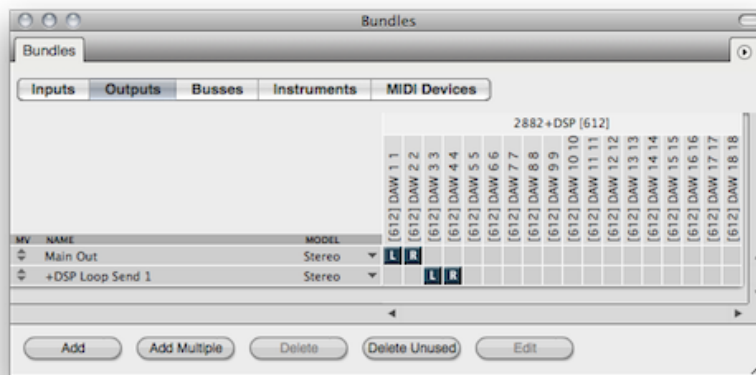 Bundles
Bundles
Inputs Outputs Busses Instruments MIDI Devices
2882+DSP [612]
[612] DAW 1 1
[612] DAW 2 2
[612] DAW 3 3
[612] DAW 4 4
[612] DAW 5 5
[612] DAW 6 6
[612] DAW 7 7
[612] DAW 8 8
[612] DAW 9 9
[612] DAW 10 10
[612] DAW 11 11
[612] DAW 12 12
[612] DAW 13 13
[612] DAW 14 14
[612] DAW 15 15
[612] DAW 16 16
[612] DAW 17 17
[612] DAW 18 18
MV NAME MODEL
Main Out Stereo L R
+DSP Loop Send 1 Stereo L R
Add Add Multiple Delete Delete Unused Edit